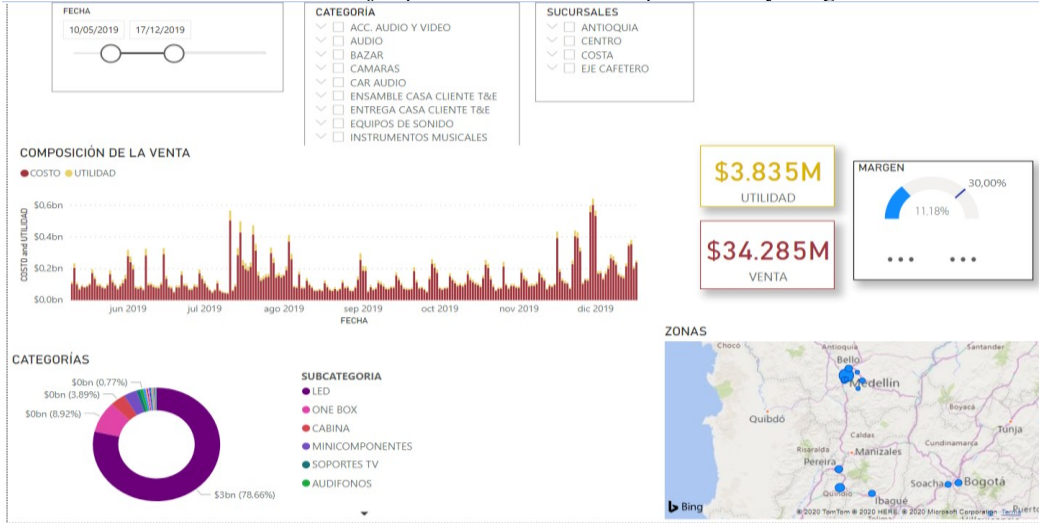 FECHA
10/05/2019 17/12/2019
CATEGORÍA
ACC. AUDIO Y VIDEO
AUDIO
BAZAR
CAMARAS
CAR AUDIO
ENSAMBLE CASA CLIENTE T&E
ENTREGA CASA CLIENTE T&E
EQUIPOS DE SONIDO
INSTRUMENTOS MUSICALES
SUCURSALES
ANTIOQUIA
CENTRO
COSTA
EJE CAFETERO
COMPOSICIÓN DE LA VENTA
COSTO UTILIDAD
COSTO and UTILIDAD
$0.6bn
$0.4bn
$0.2bn
$0.0bn
jun 2019 jul 2019 ago 2019 sep 2019 oct 2019 nov 2019 dic 2019
FECHA
$3.835M
UTILIDAD
$34.285M
VENTA
MARGEN
30,00%
11.18%
CATEGORÍAS
$0bn (0,77%)
$0bn (3.89%)
$0bn (8.92%)
$3bn (78.66%)
SUBCATEGORIA
LED
ONE BOX
CABINA
MINICOMPONENTES
SOPORTES TV
AUDIFONOS
ZONAS
Chocó
Antioquia
Santander
Bello
Medellin
Quibdó
Boyaca
Tunja
Caldas
Cundinamarca
Risaralda
Manizales
Pereira
Quindio
Soacha
Bogotá
Ibagué
Bing
© 2020 TomTom © 2020 HERE, © 2020 Microsoft Corporation Terms